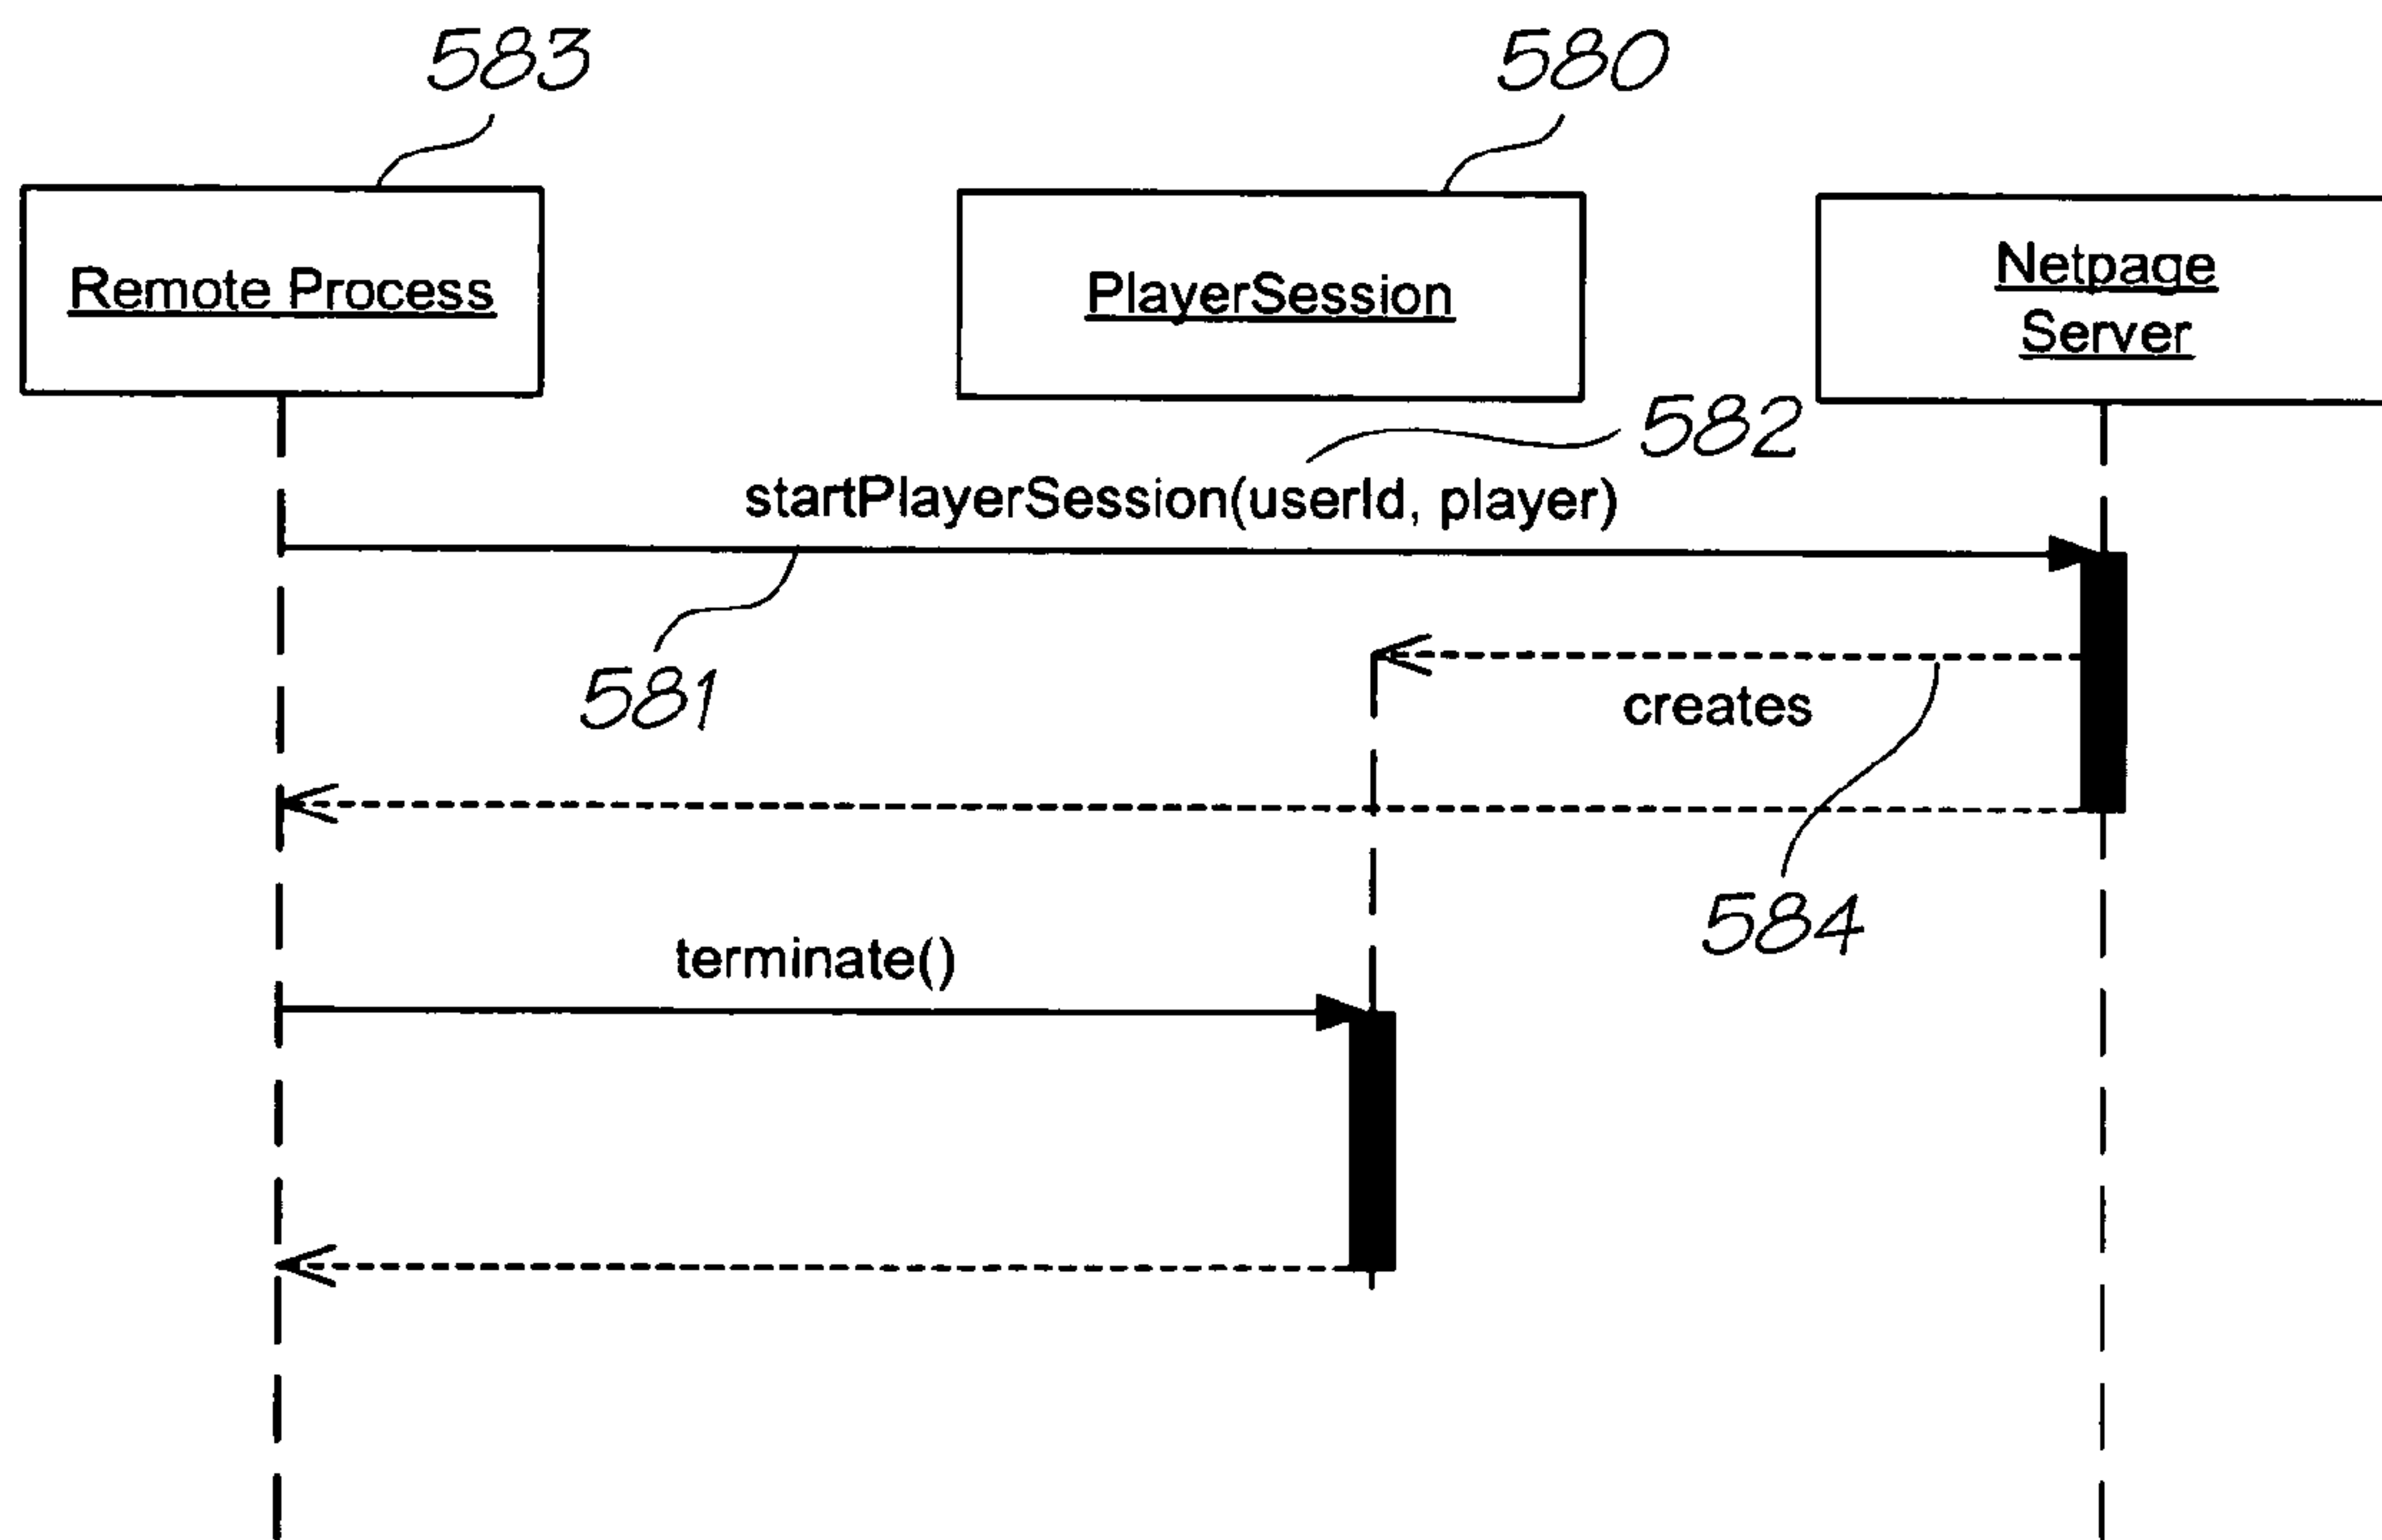 583
580
Remote Process
PlayerSession
Netpage
Server
582
startPlayerSession(userId, player)
581
creates
584
terminate()